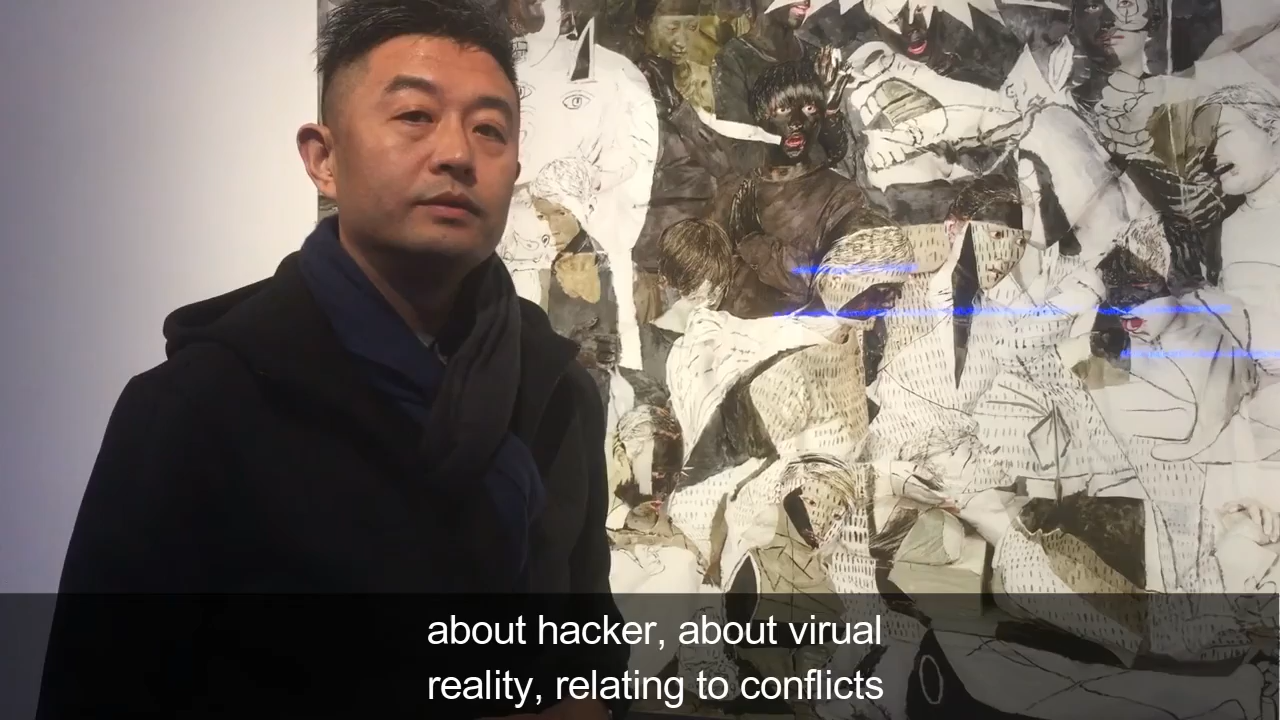 about hacker, about virual
reality, relating to conflicts